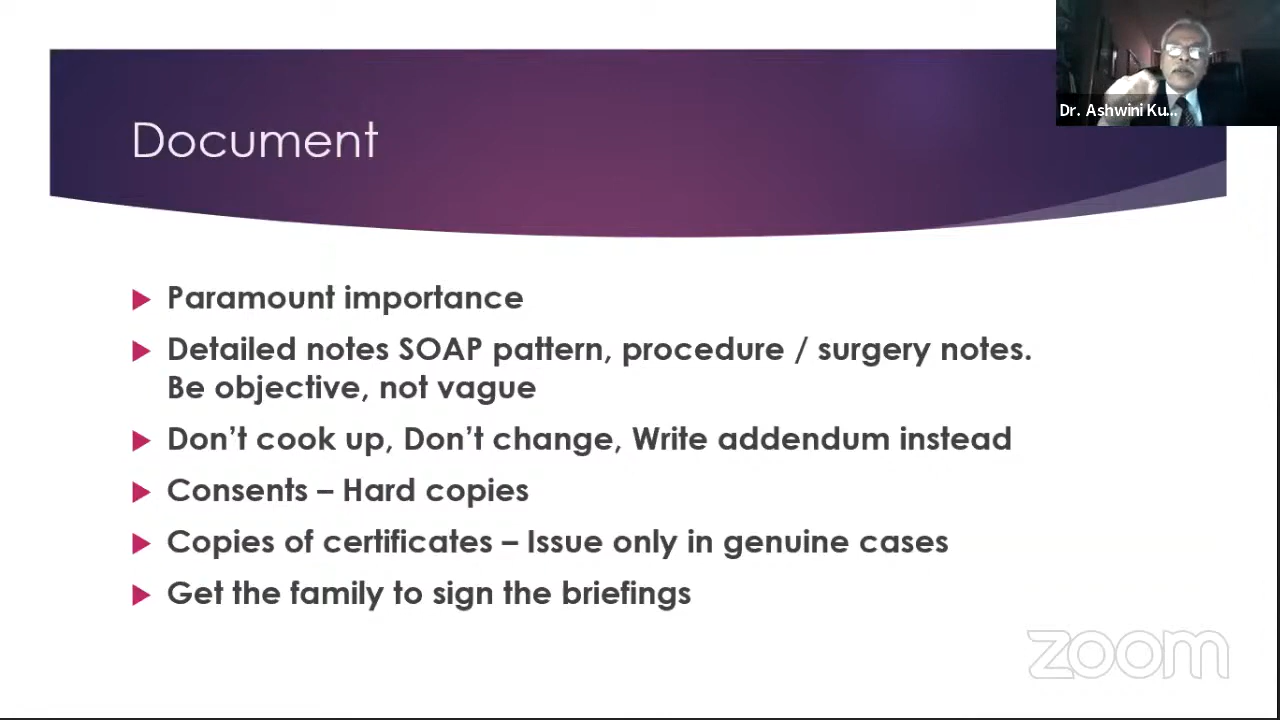 Dr. Ashwini Ku...
Document
Paramount importance
Detailed notes SOAP pattern, procedure / surgery notes.
Be objective, not vague
Don’t cook up, Don’t change, Write addendum instead
Consents – Hard copies
Copies of certificates – Issue only in genuine cases
Get the family to sign the briefings
zoom